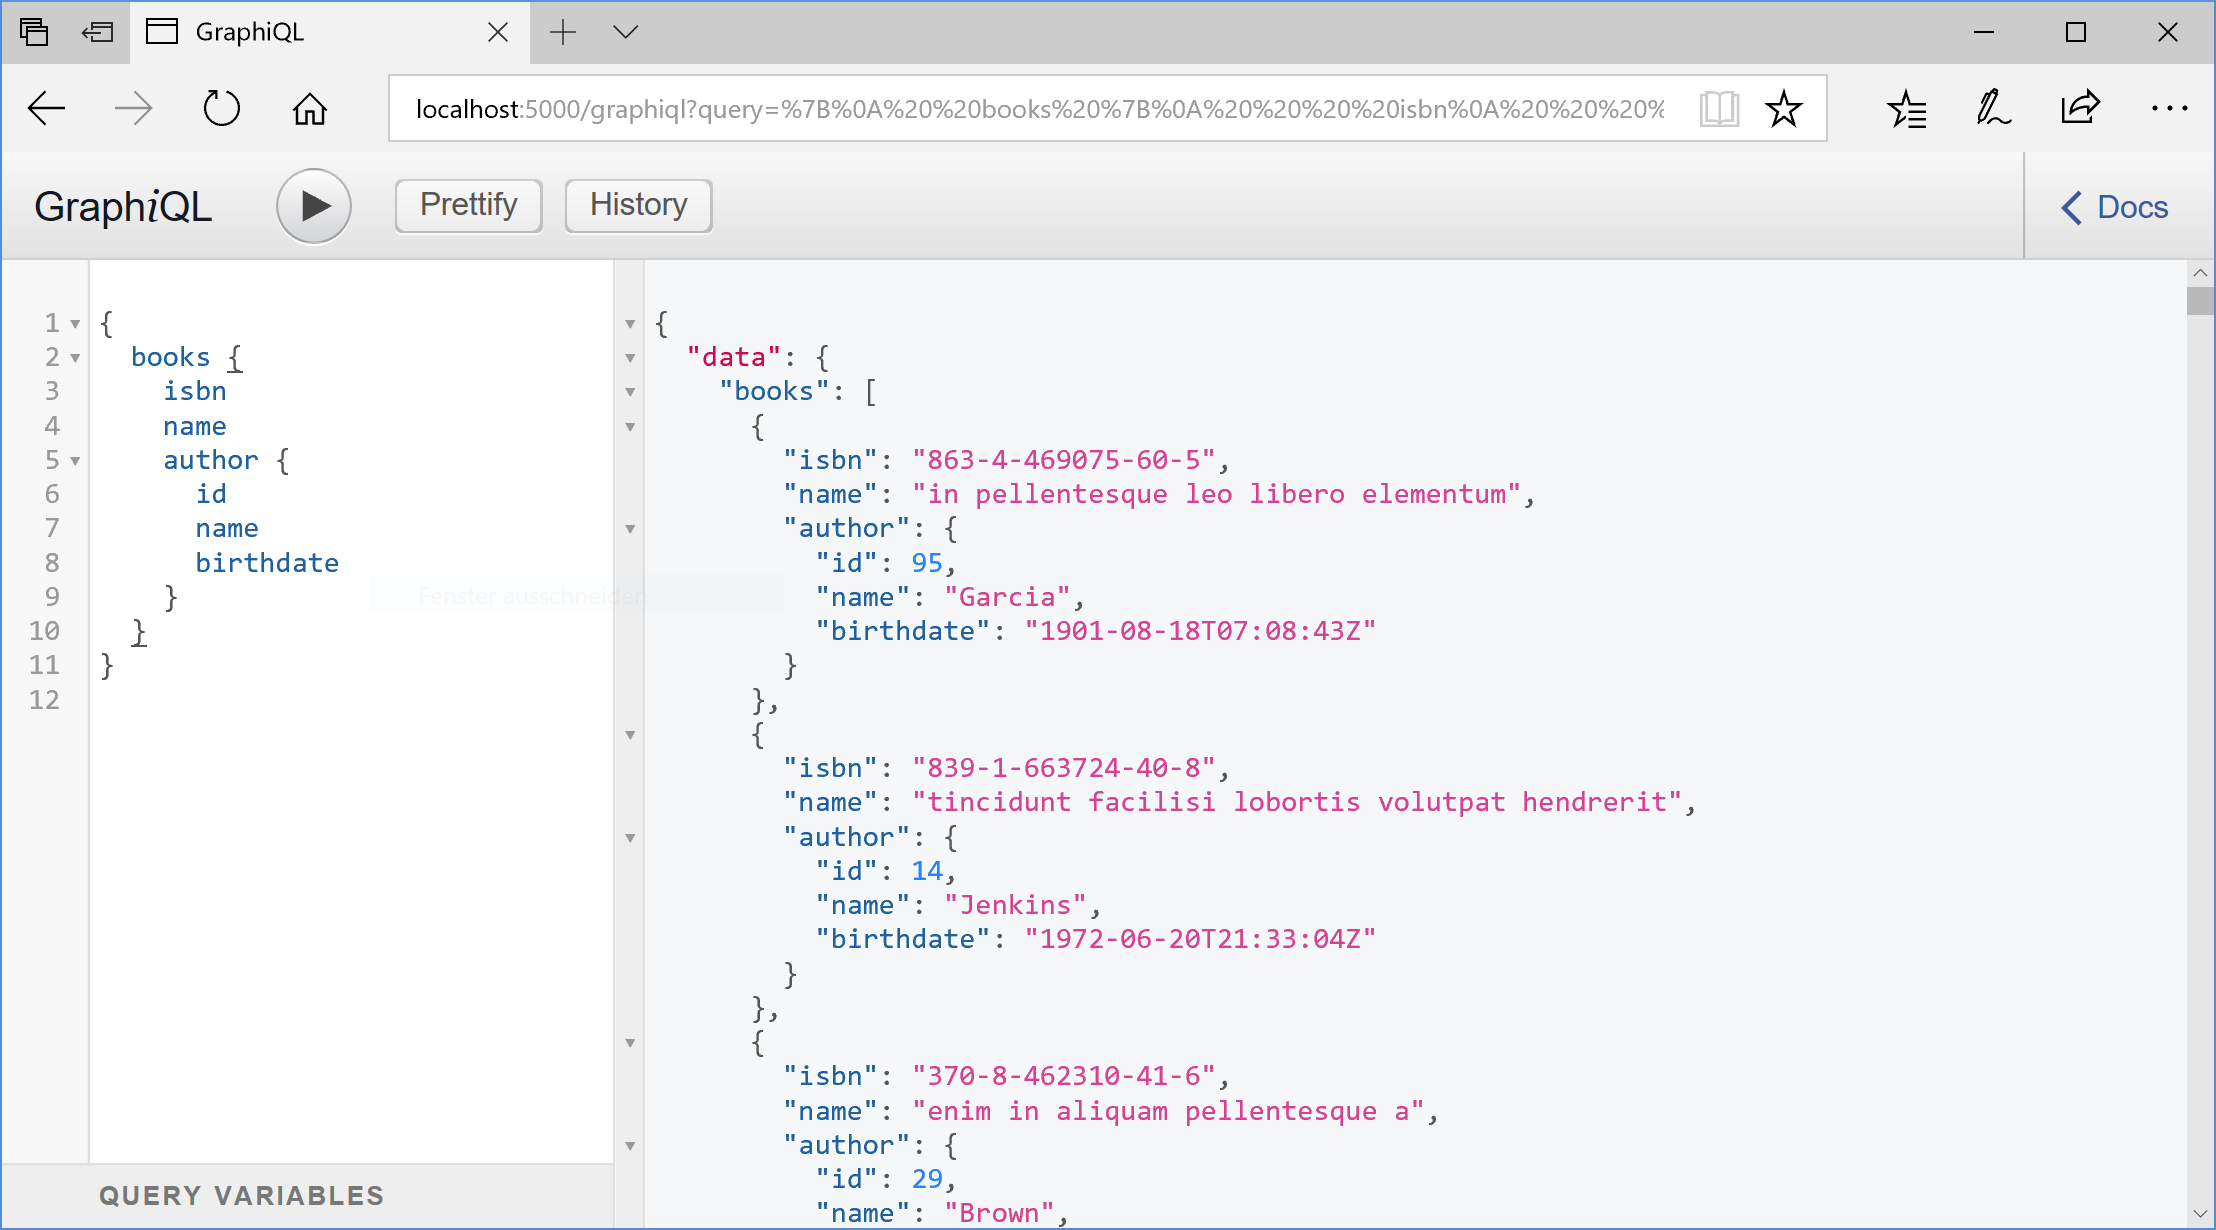 GraphiQL
localhost:5000/graphiql?query=%7B%0A%20%20books%20%7B%0A%20%20%20%20isbn%0A%20%20%20%
GraphiQL
Prettify
History
Docs
1 {
2 books {
3 isbn
4 name
5 author {
6 id
7 name
8 birthdate
9 }
10 }
11 }
12
Fenster ausschneiden
QUERY VARIABLES
{
"data": {
"books": [
{
"isbn": "863-4-469075-60-5",
"name": "in pellentesque leo libero elementum",
"author": {
"id": 95,
"name": "Garcia",
"birthdate": "1901-08-18T07:08:43Z"
}
},
{
"isbn": "839-1-663724-40-8",
"name": "tincidunt facilisi lobortis volutpat hendrerit",
"author": {
"id": 14,
"name": "Jenkins",
"birthdate": "1972-06-20T21:33:04Z"
}
},
{
"isbn": "370-8-462310-41-6",
"name": "enim in aliquam pellentesque a",
"author": {
"id": 29,
"name": "Brown",